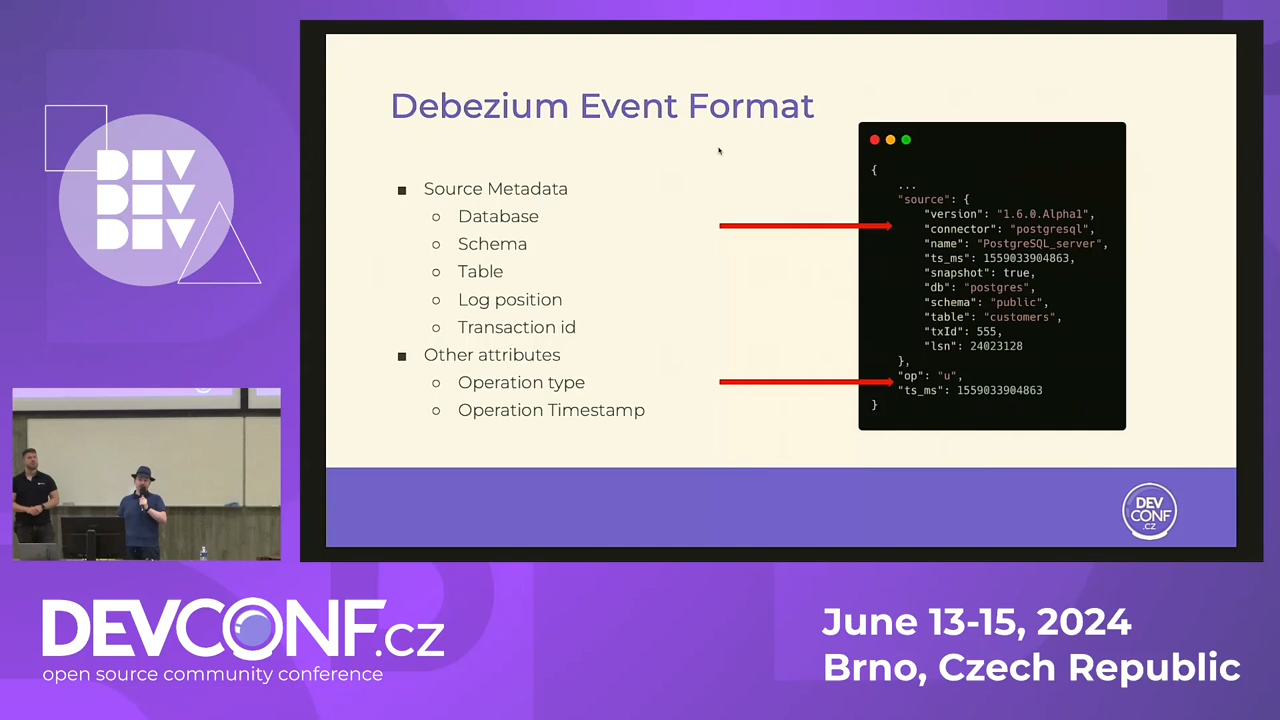 DEV
DEV
DEV
Debezium Event Format
Source Metadata
Database
Schema
Table
Log position
Transaction id
Other attributes
Operation type
Operation Timestamp
{
...
"source": {
"version": "1.6.0.Alpha1",
"connector": "postgresql",
"name": "PostgreSQL_server",
"ts_ms": 1559033904863,
"snapshot": true,
"db": "postgres",
"schema": "public",
"table": "customers",
"txId": 555,
"lsn": 24023128
},
"op": "u",
"ts_ms": 1559033904863
}
DEV
CONF
.CZ
DEVCONF.cz
open source community conference
June 13-15, 2024
Brno, Czech Republic